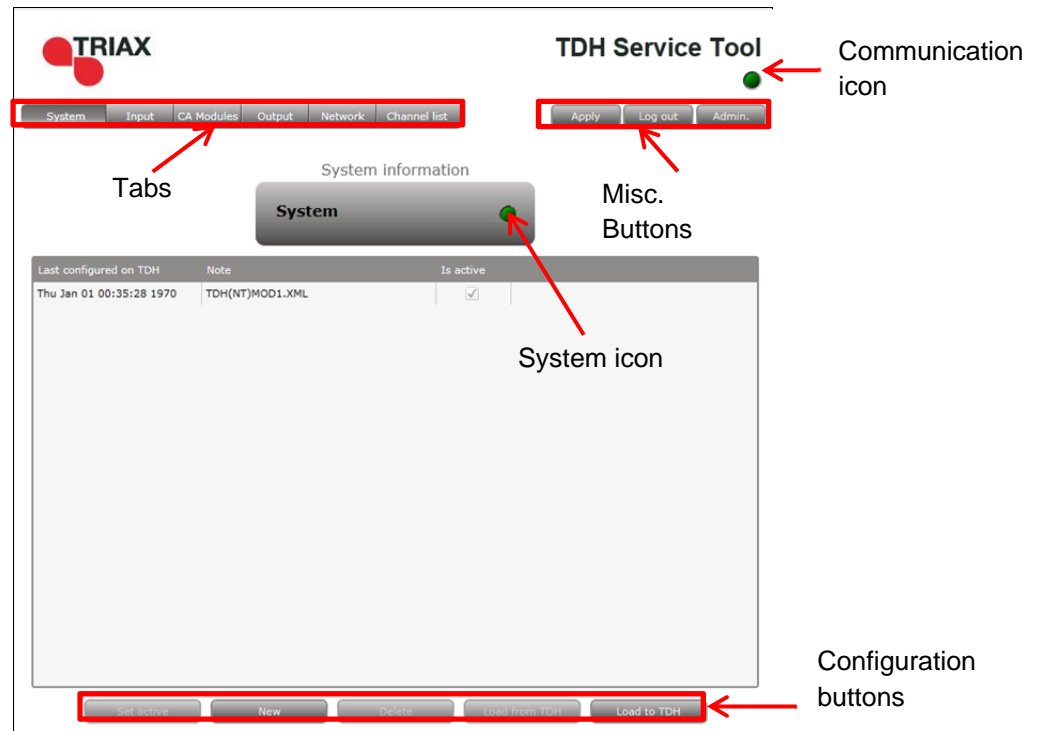 TRIAX
TDH Service Tool
Communication
icon
System Input CA Modules Output Network Channel list
Apply Log out Admin.
Tabs
System information
Misc.
Buttons
System
Last configured on TDH Note Is active
Thu Jan 01 00:35:28 1970 TDH(NT)MOD1.XML
System icon
Configuration
buttons
Set active New Delete Load from TDH Load to TDH